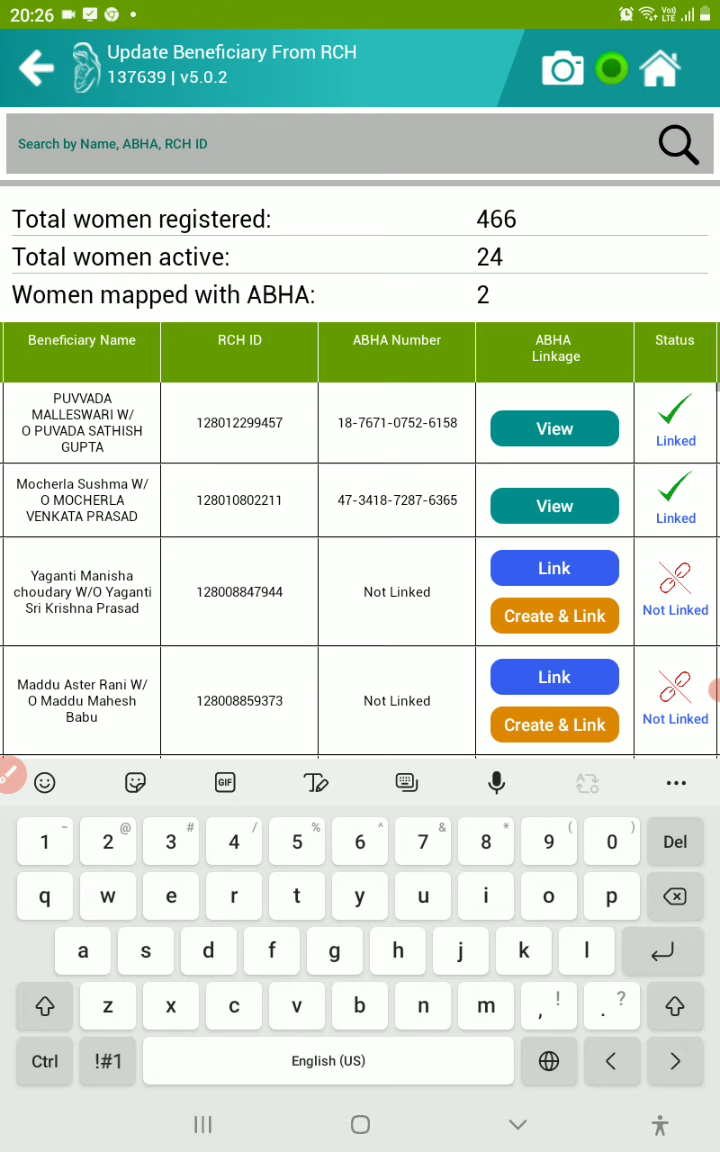 20:26
Vo)) LTE
Update Beneficiary From RCH
137639 | v5.0.2
Search by Name, ABHA, RCH ID
Total women registered: 466
Total women active: 24
Women mapped with ABHA: 2
Beneficiary Name RCH ID ABHA Number ABHA Linkage Status
PUVVADA
MALLESWARI W/
O PUVADA SATHISH
GUPTA
128012299457
18-7671-0752-6158
View
Linked
Mocherla Sushma W/
O MOCHERLA
VENKATA PRASAD
128010802211
47-3418-7287-6365
View
Linked
Yaganti Manisha
choudary W/O Yaganti
Sri Krishna Prasad
128008847944
Not Linked
Link
Create & Link
Not Linked
Maddu Aster Rani W/
O Maddu Mahesh
Babu
128008859373
Not Linked
Link
Create & Link
Not Linked
GIF
1 - 2 @ 3 # 4 / 5 % 6 ^ 7 & 8 * 9 ( 0 ) Del
q w e r t y u i o p
a s d f g h j k l
z x c v b n m , ! . ?
Ctrl !#1 English (US) < >